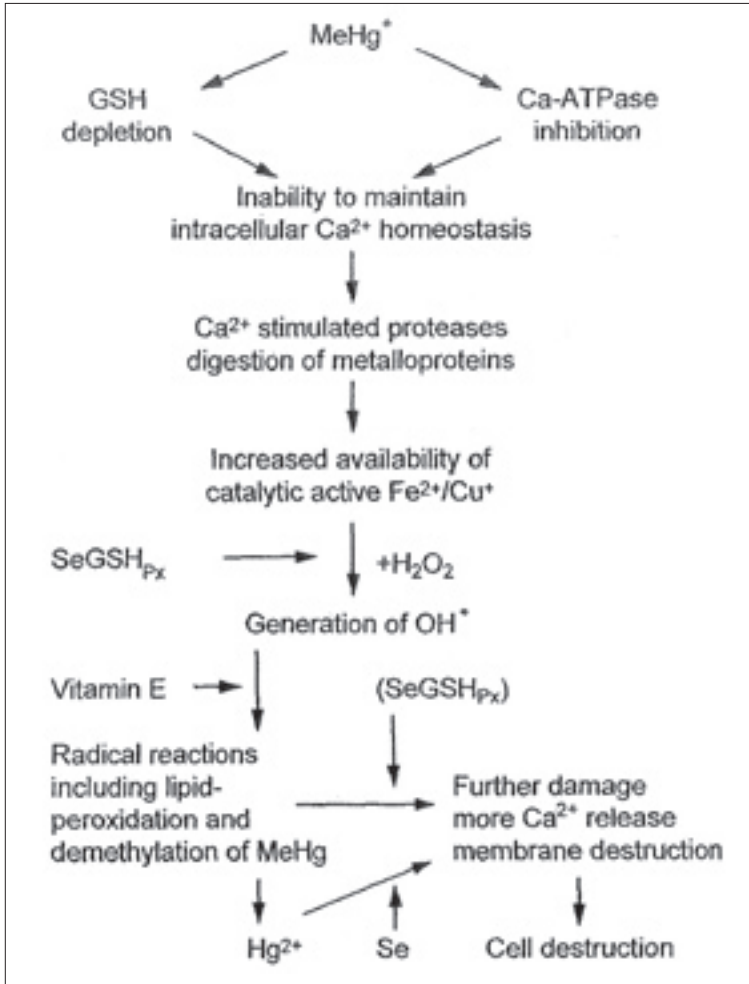 MeHg⁺
GSH
depletion
Ca-ATPase
inhibition
Inability to maintain
intracellular Ca²⁺ homeostasis
Ca²⁺ stimulated proteases
digestion of metalloproteins
Increased availability of
catalytic active Fe²⁺/Cu⁺
SeGSH_Px
+H₂O₂
Generation of OH•
Vitamin E
(SeGSH_Px)
Radical reactions
including lipid-
peroxidation and
demethylation of MeHg
Further damage
more Ca²⁺ release
membrane destruction
Hg²⁺
Se
Cell destruction